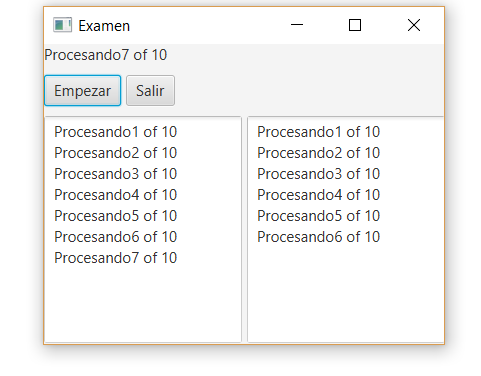 Examen
Procesando7 of 10
Empezar Salir
Procesando1 of 10
Procesando2 of 10
Procesando3 of 10
Procesando4 of 10
Procesando5 of 10
Procesando6 of 10
Procesando7 of 10
Procesando1 of 10
Procesando2 of 10
Procesando3 of 10
Procesando4 of 10
Procesando5 of 10
Procesando6 of 10